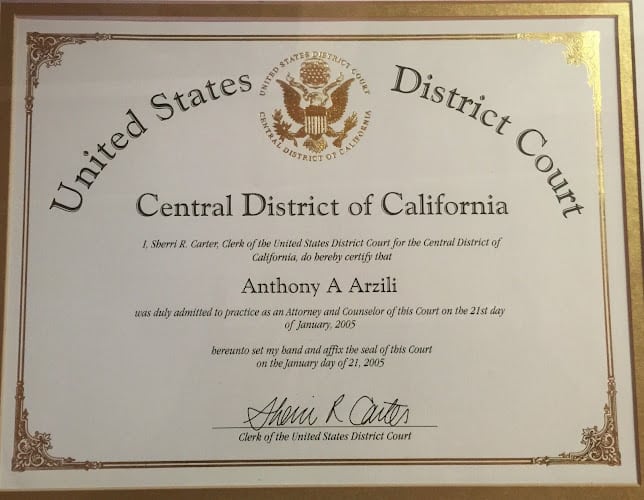 United States District Court
UNITED STATES DISTRICT COURT
CENTRAL DISTRICT OF CALIFORNIA
Central District of California
I, Sherri R. Carter, Clerk of the United States District Court for the Central District of
California, do hereby certify that
Anthony A Arzili
was duly admitted to practice as an Attorney and Counselor of this Court on the 21st day
of January, 2005
hereunto set my hand and affix the seal of this Court
on the January day of 21, 2005
Sherri R Carter
Clerk of the United States District Court